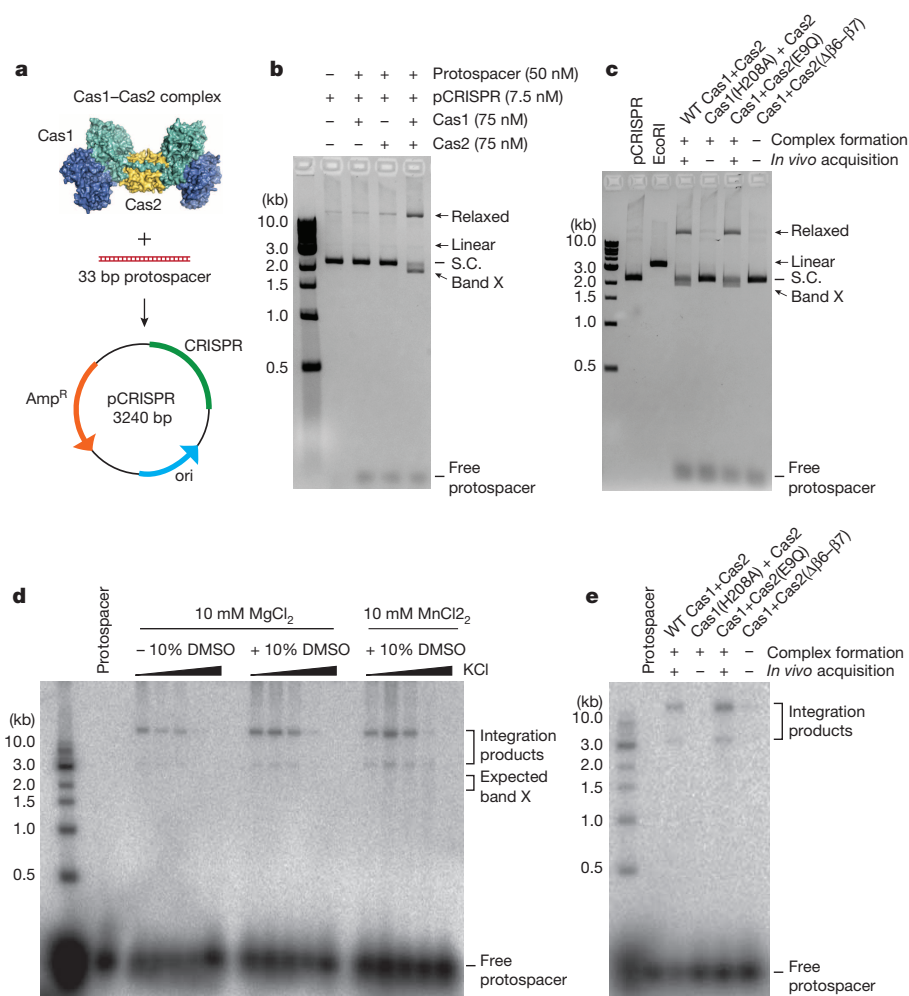 a
Cas1–Cas2 complex
Cas1
Cas2
+
33 bp protospacer
CRISPR
AmpR
pCRISPR
3240 bp
ori
b
– – + – + + Protospacer (50 nM)
+ + + + + pCRISPR (7.5 nM)
– + – + Cas1 (75 nM)
– – + + Cas2 (75 nM)
(kb)
10.0
3.0
2.0
1.5
1.0
0.5
Relaxed
Linear
S.C.
Band X
Free
protospacer
c
pCRISPR
EcoRI
WT Cas1+Cas2
Cas1(H208A) + Cas2
Cas1+Cas2(E9Q)
Cas1+Cas2(Δβ6–β7)
+ + + – Complex formation
+ – + – In vivo acquisition
(kb)
10.0
3.0
2.0
1.5
1.0
0.5
Relaxed
Linear
S.C.
Band X
Free
protospacer
d
Protospacer
10 mM MgCl2
10 mM MnCl22
– 10% DMSO
+ 10% DMSO
+ 10% DMSO
KCl
(kb)
10.0
3.0
2.0
1.5
1.0
0.5
Integration
products
Expected
band X
Free
protospacer
e
Protospacer
WT Cas1+Cas2
Cas1(H208A) + Cas2
Cas1+Cas2(E9Q)
Cas1+Cas2(Δβ6–β7)
+ + + – Complex formation
+ – + – In vivo acquisition
(kb)
10.0
3.0
2.0
1.5
1.0
0.5
Integration
products
Free
protospacer